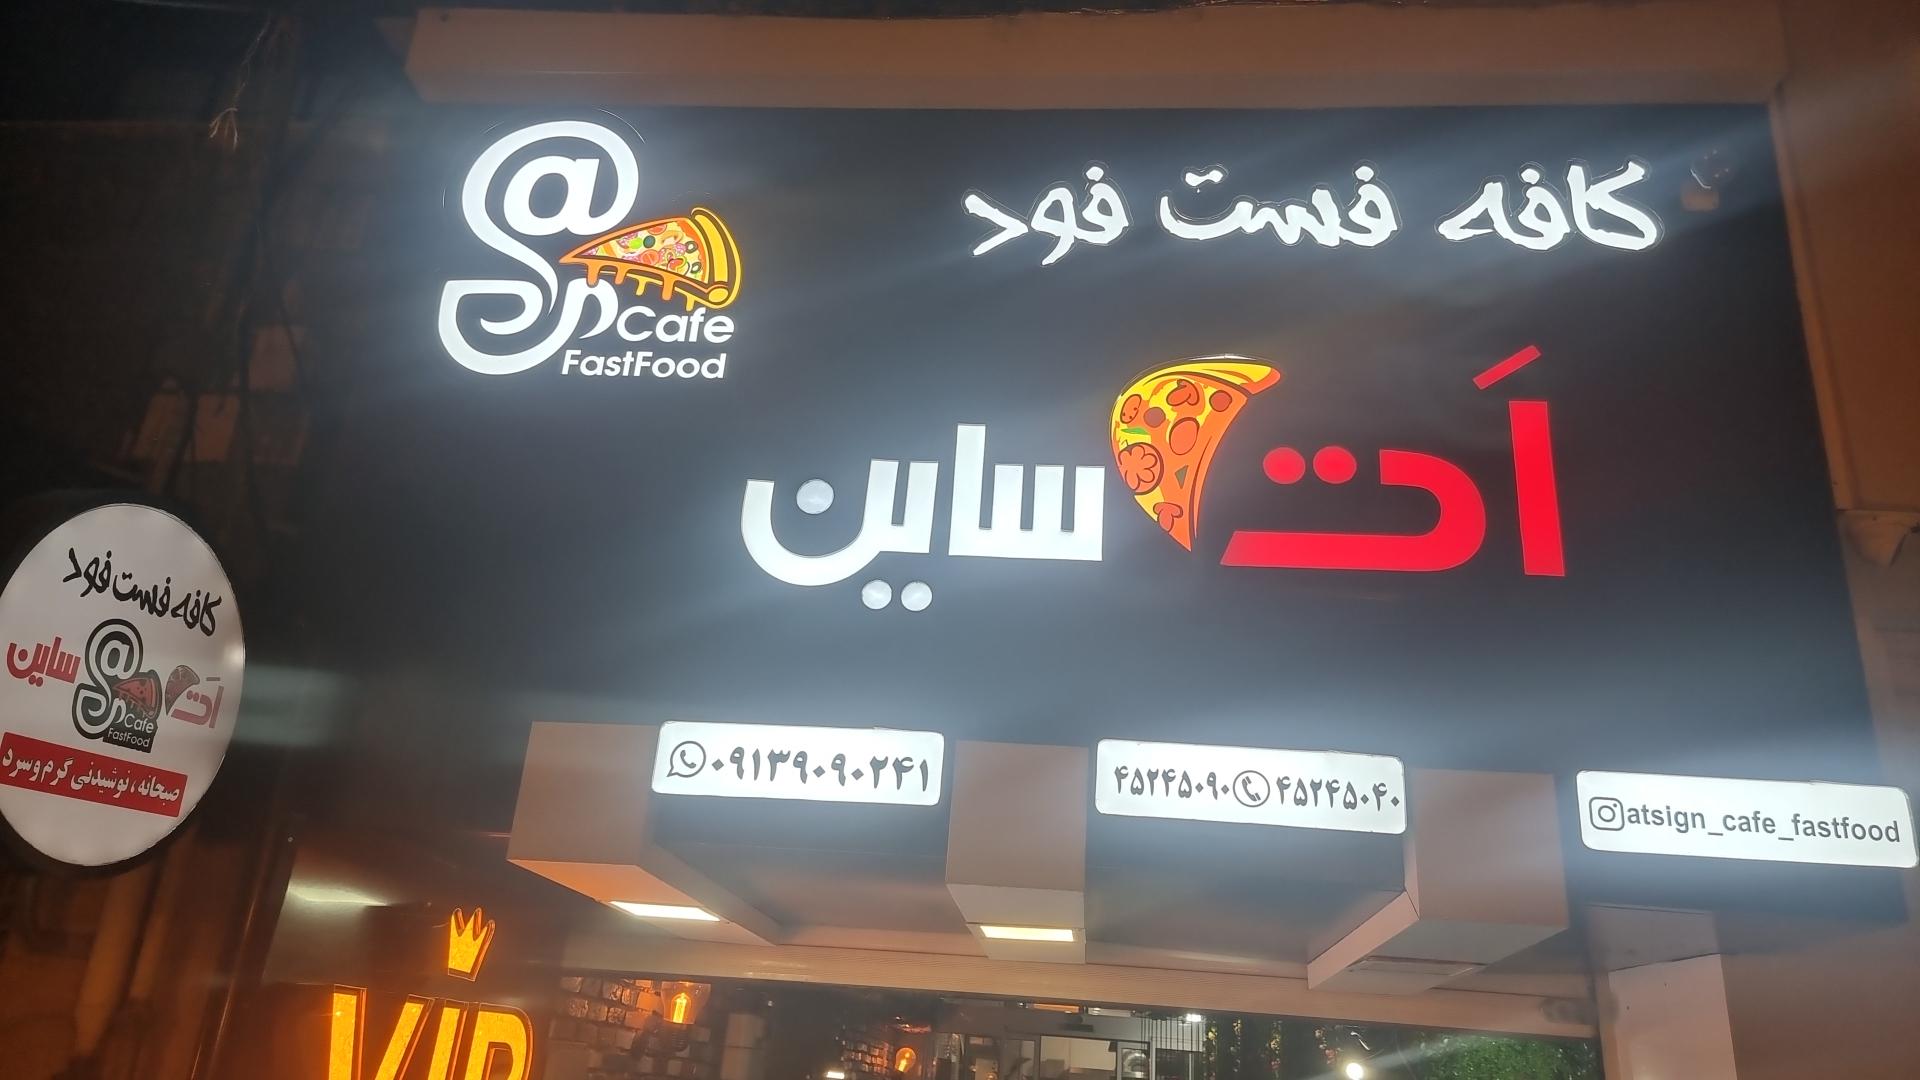 کافه فست فود
@
Cafe
FastFood
اَت ساین
۰۹۱۳۹۰۹۰۲۴۱
۴۵۲۴۵۰۹۰ ۴۵۲۴۵۰۴۰
atsign_cafe_fastfood
کافه فست فود
اَت ساین
@
Cafe
FastFood
صبحانه ، نوشیدنی گرم و سرد
VIP